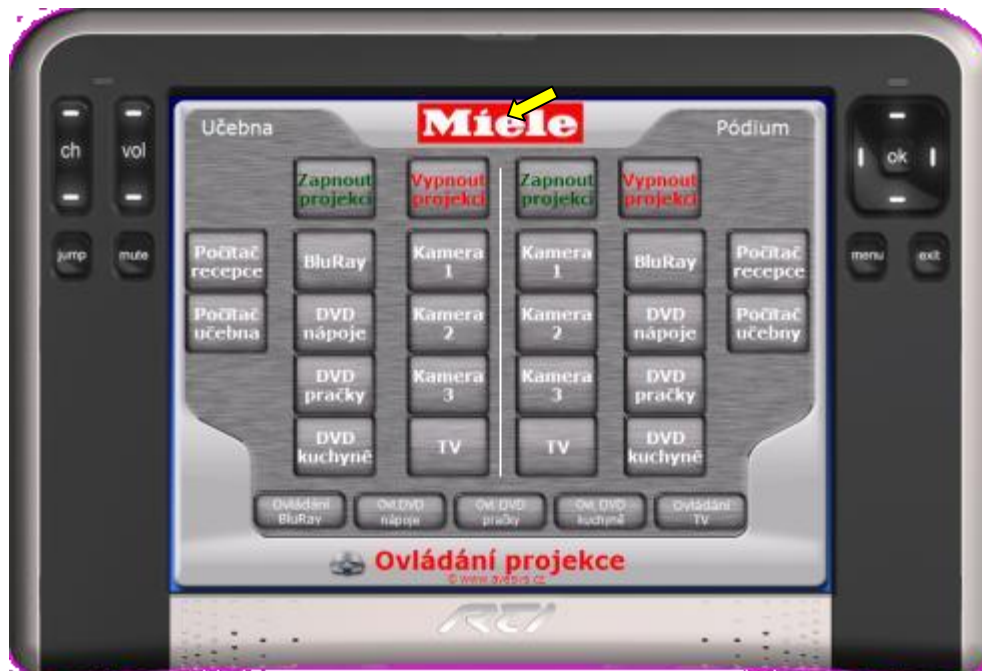 Miele
Učebna
Pódium
ch
vol
ok
jump
mute
menu
exit
Zapnout
projekci
Vypnout
projekci
Zapnout
projekci
Vypnout
projekci
Počítač
recepce
BluRay
Kamera
1
Kamera
1
BluRay
Počítač
recepce
Počítač
učebna
DVD
nápoje
Kamera
2
Kamera
2
DVD
nápoje
Počítač
učebny
DVD
pračky
Kamera
3
Kamera
3
DVD
pračky
DVD
kuchyně
TV
TV
DVD
kuchyně
Ovládání
BluRay
Ovl.DVD
nápoje
Ovl. DVD
pračky
Ovl. DVD
kuchyně
Ovládání
TV
Ovládání projekce
RTI